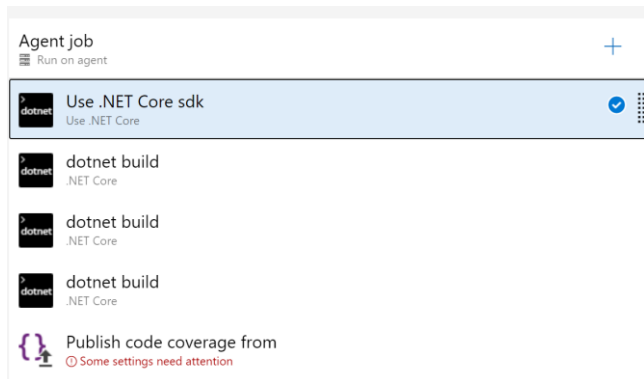 Agent job
Run on agent
>
dotnet
Use .NET Core sdk
Use .NET Core
>
dotnet
dotnet build
.NET Core
>
dotnet
dotnet build
.NET Core
>
dotnet
dotnet build
.NET Core
{}
Publish code coverage from
Some settings need attention